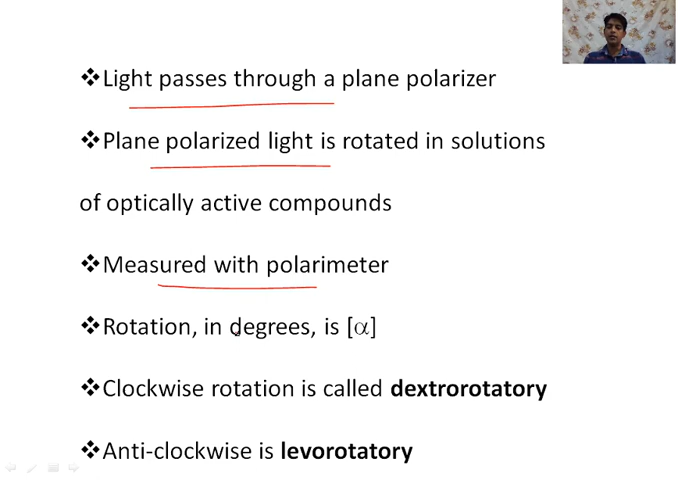 ❖Light passes through a plane polarizer
❖Plane polarized light is rotated in solutions
of optically active compounds
❖Measured with polarimeter
❖Rotation, in degrees, is [α]
❖Clockwise rotation is called dextrorotatory
❖Anti-clockwise is levorotatory